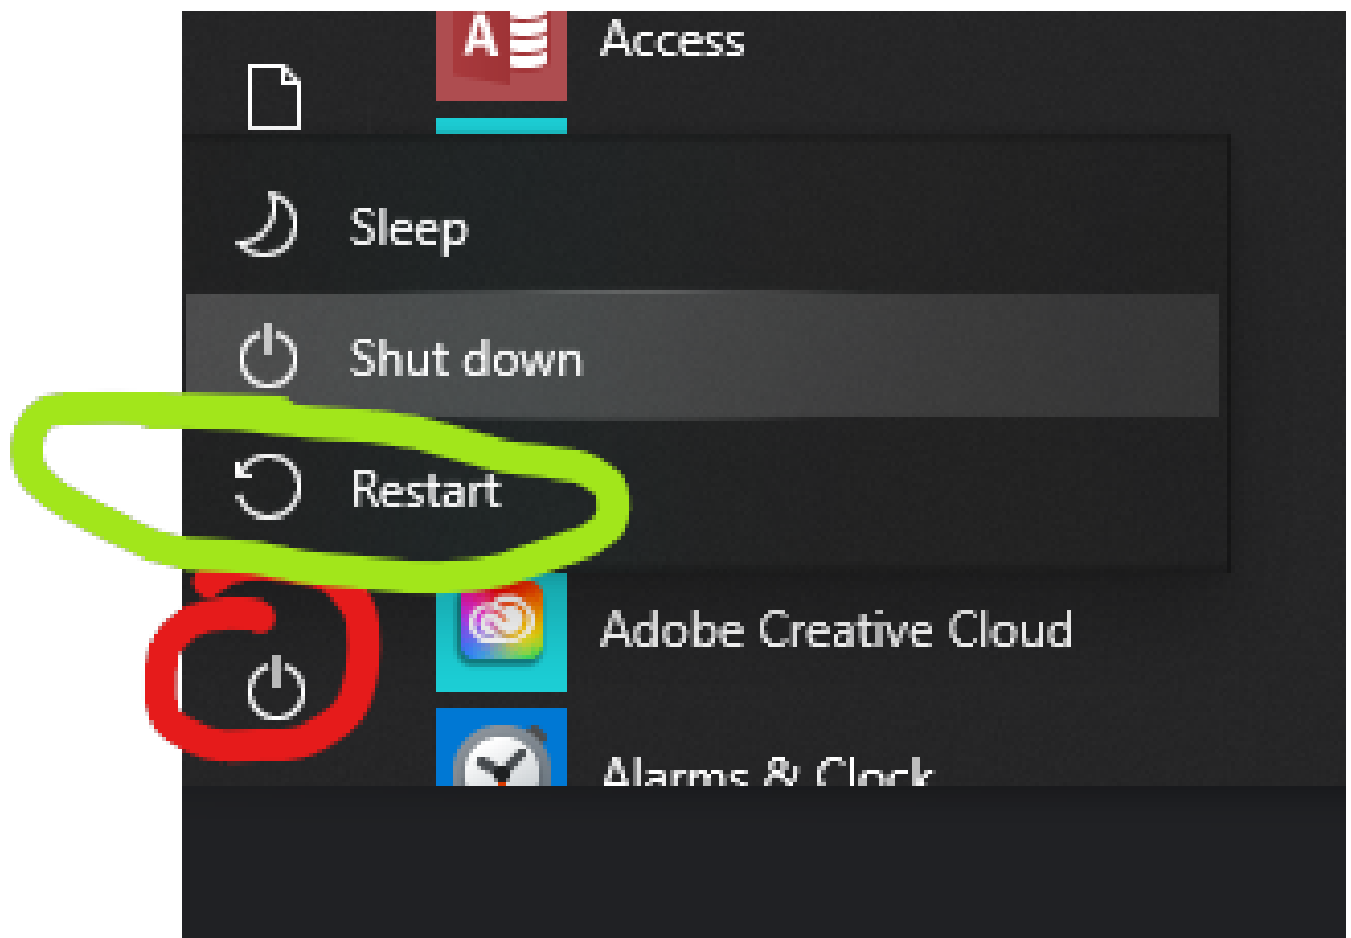 A
Access
Sleep
Shut down
Restart
Adobe Creative Cloud
Alarms & Clock